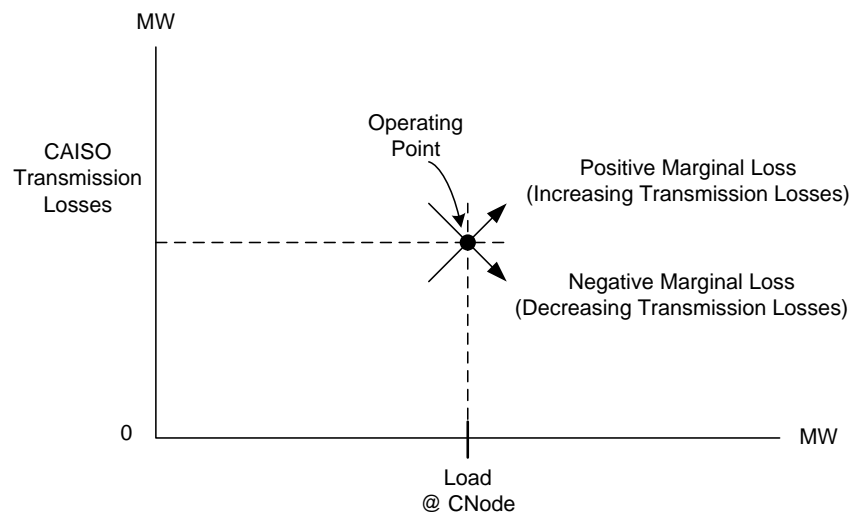 MW
Operating
Point
CAISO
Transmission
Losses
Positive Marginal Loss
(Increasing Transmission Losses)
Negative Marginal Loss
(Decreasing Transmission Losses)
0
MW
Load
@ CNode